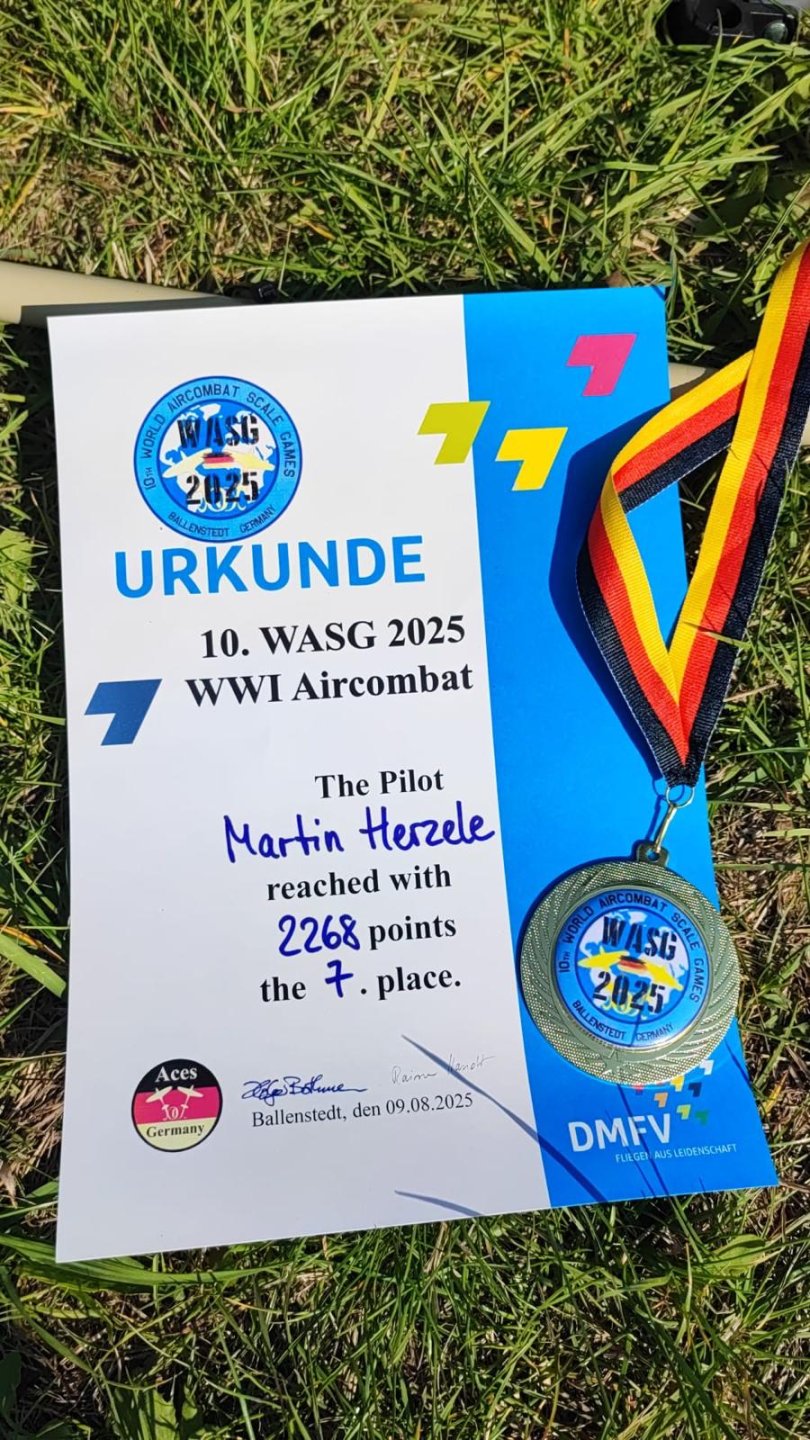 10TH WORLD AIRCOMBAT SCALE GAMES
WASG
2025
BALLENSTEDT GERMANY
URKUNDE
10. WASG 2025
WWI Aircombat
The Pilot
Martin Herzele
reached with
2268 points
the 7. place.
Aces
Germany
Ballenstedt, den 09.08.2025
10TH WORLD AIRCOMBAT SCALE GAMES
WASG
2025
BALLENSTEDT GERMANY
DMFV
FLIEGEN AUS LEIDENSCHAFT